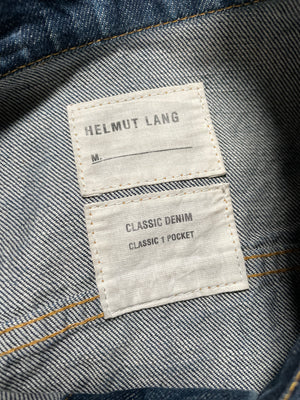 HELMUT LANG
M.
CLASSIC DENIM
CLASSIC 1 POCKET